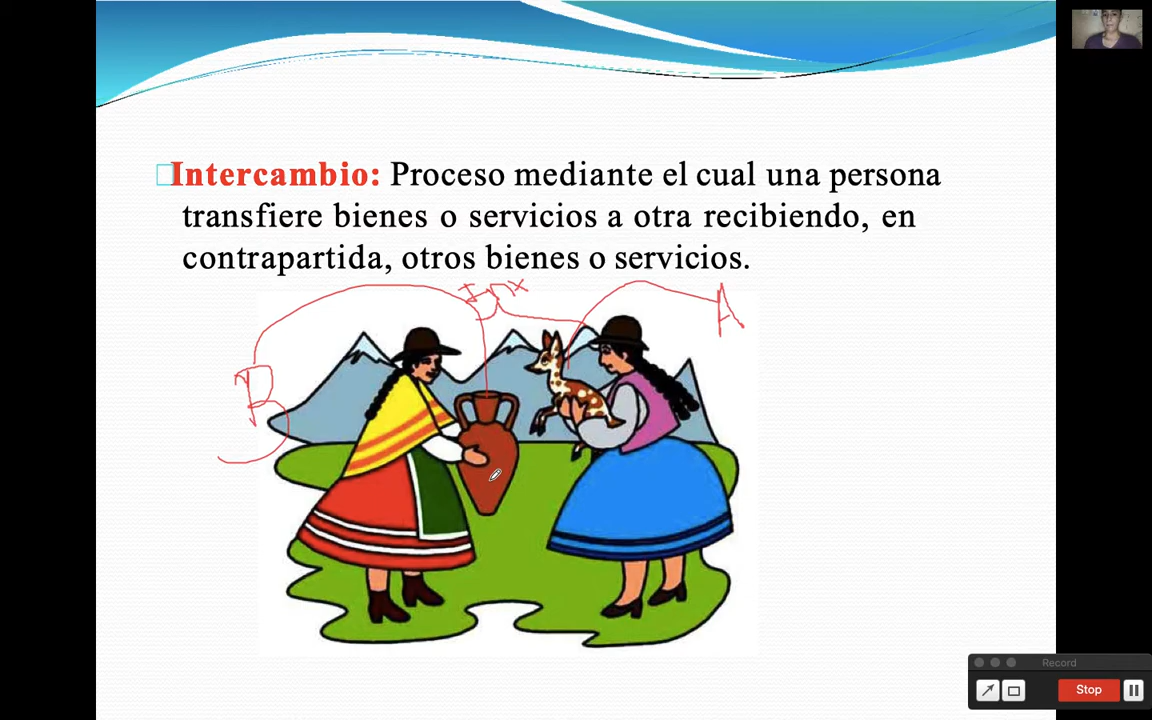 Intercambio: Proceso mediante el cual una persona
transfiere bienes o servicios a otra recibiendo, en
contrapartida, otros bienes o servicios.
A
B
Record
Stop